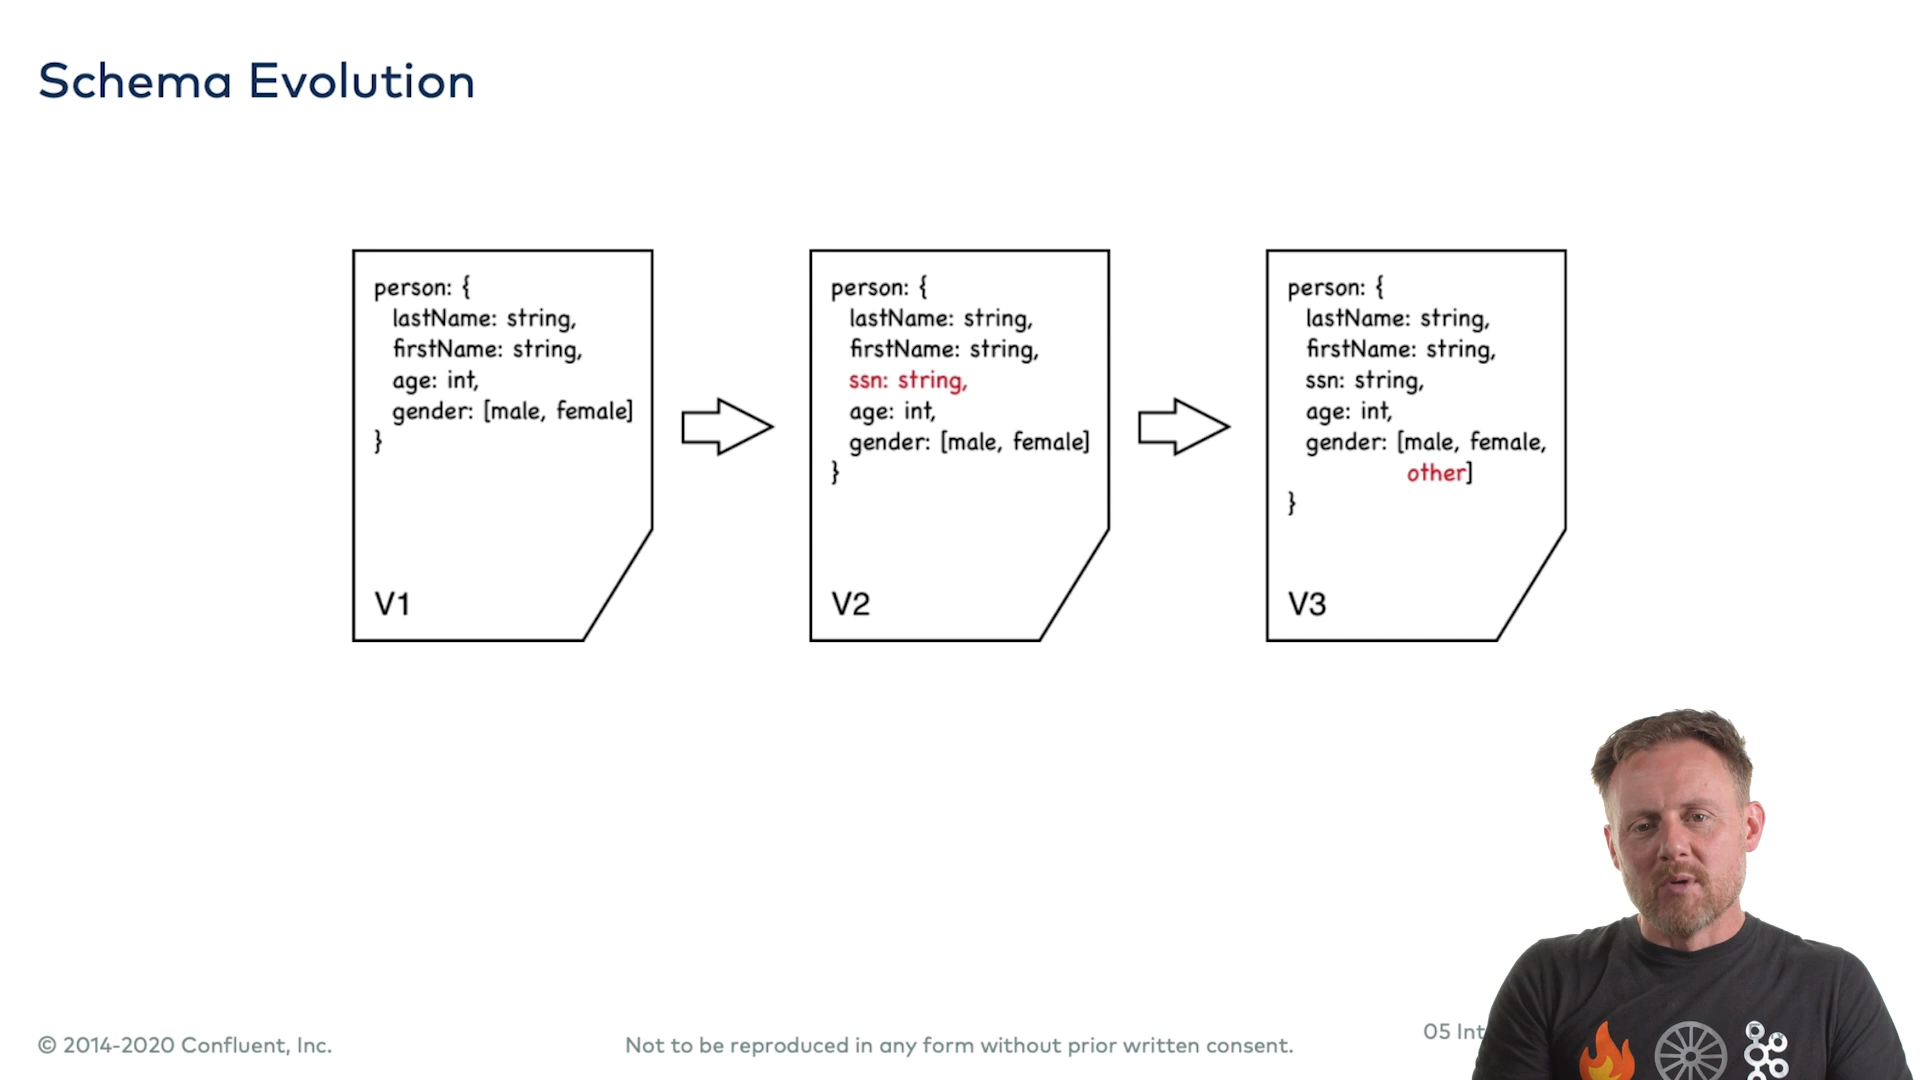 Schema Evolution
person: {
lastName: string,
firstName: string,
age: int,
gender: [male, female]
}
V1
person: {
lastName: string,
firstName: string,
ssn: string,
age: int,
gender: [male, female]
}
V2
person: {
lastName: string,
firstName: string,
ssn: string,
age: int,
gender: [male, female,
other]
}
V3
© 2014-2020 Confluent, Inc.
Not to be reproduced in any form without prior written consent.
05 Int